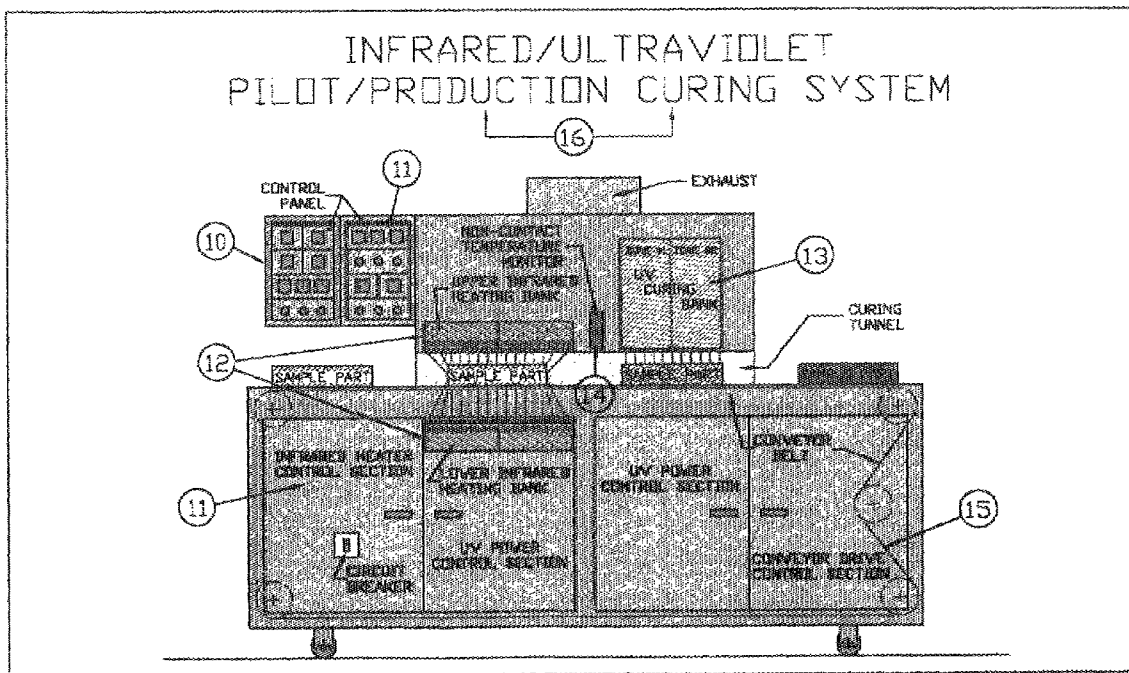 INFRARED/ULTRAVIOLET
PILOT/PRODUCTION CURING SYSTEM
16
11
CONTROL
PANEL
EXHAUST
10
NON-CONTACT
TEMPERATURE
MONITOR
UPPER INFRARED
HEATING BANK
UV
CURING
BANK
13
CURING
TUNNEL
12
SAMPLE PART
SAMPLE PART
SAMPLE PART
14
INFRARED HEATER
CONTROL SECTION
LOWER INFRARED
HEATING BANK
UV POWER
CONTROL SECTION
CONVEYOR
BELT
11
15
UV POWER
CONTROL SECTION
CIRCUIT
BREAKER
CONVEYOR DRIVE
CONTROL SECTION